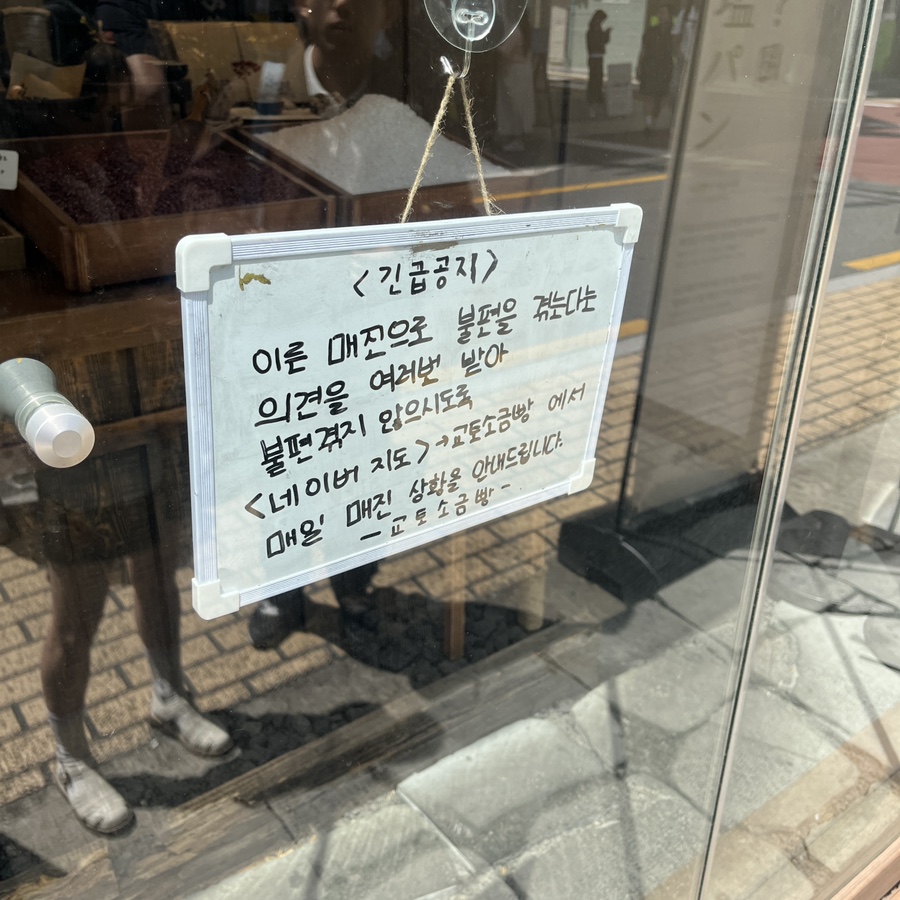 <긴급공지>
이른 매진으로 불편을 겪는다는
의견을 여러번 받아
불편겪지 않으시도록
<네이버 지도>→교토소금빵 에서
매일 매진 상황을 안내드립니다.
-교토소금빵-
パン